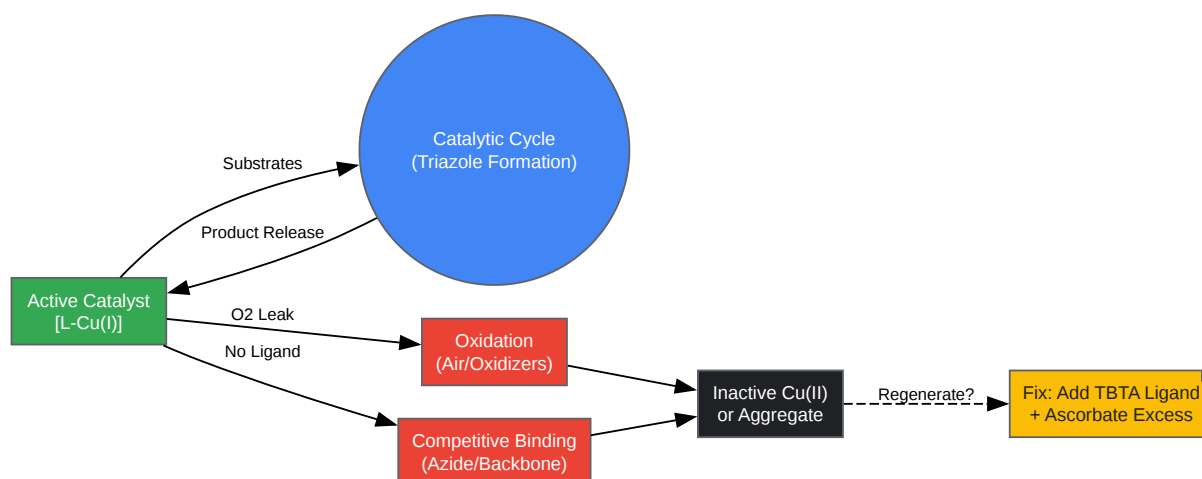 Catalytic Cycle
(Triazole Formation)
Substrates
Product Release
Active Catalyst
[L-Cu(I)]
O2 Leak
No Ligand
Oxidation
(Air/Oxidizers)
Competitive Binding
(Azide/Backbone)
Inactive Cu(II)
or Aggregate
Regenerate?
Fix: Add TBTA Ligand
+ Ascorbate Excess